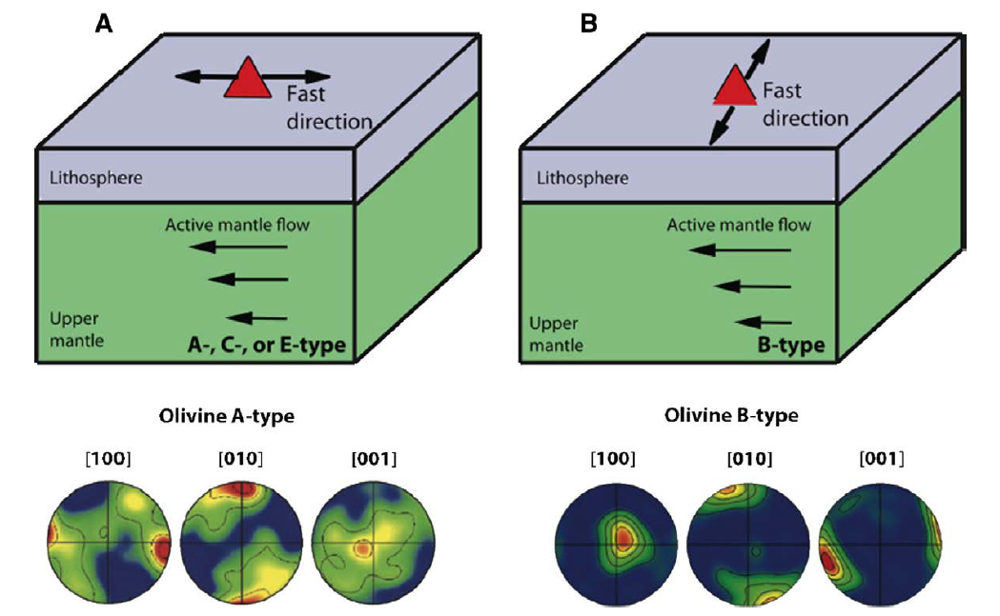 A
Fast
direction
Lithosphere
Active mantle flow
Upper
mantle
A-, C-, or E-type
B
Fast
direction
Lithosphere
Active mantle flow
Upper
mantle
B-type
Olivine A-type
[100] [010] [001]
Olivine B-type
[100] [010] [001]